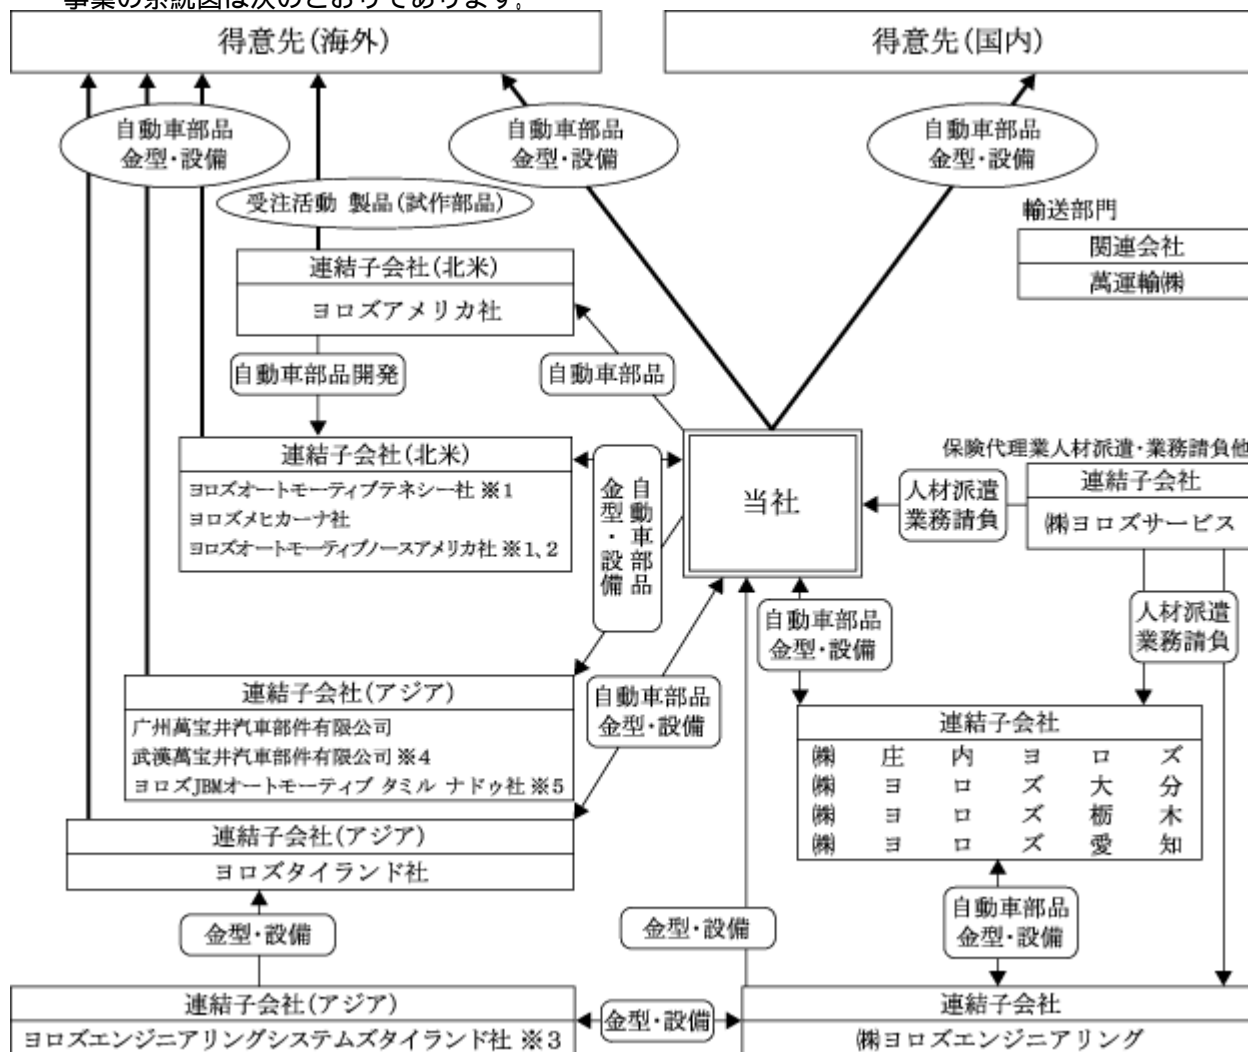 事業の系統図は次のとおりであります。
得意先(海外)
得意先(国内)
自動車部品
金型・設備
自動車部品
金型・設備
自動車部品
金型・設備
受注活動 製品(試作部品)
輸送部門
関連会社
萬運輸㈱
連結子会社(北米)
ヨロズアメリカ社
自動車部品開発
自動車部品
連結子会社(北米)
ヨロズオートモーティブテネシー社 ※1
ヨロズメヒカーナ社
ヨロズオートモーティブノースアメリカ社 ※1、2
自動車部品
金型・設備
当社
保険代理業人材派遣・業務請負他
人材派遣
業務請負
連結子会社
㈱ヨロズサービス
人材派遣
業務請負
自動車部品
金型・設備
連結子会社(アジア)
广州萬宝井汽車部件有限公司
武漢萬宝井汽車部件有限公司 ※4
ヨロズJBMオートモーティブ タミル ナドゥ社 ※5
自動車部品
金型・設備
連結子会社
㈱庄内ヨロズ
㈱ヨロズ大分
㈱ヨロズ栃木
㈱ヨロズ愛知
連結子会社(アジア)
ヨロズタイランド社
金型・設備
金型・設備
自動車部品
金型・設備
連結子会社(アジア)
ヨロズエンジニアリングシステムズタイランド社 ※3
金型・設備
連結子会社
㈱ヨロズエンジニアリング